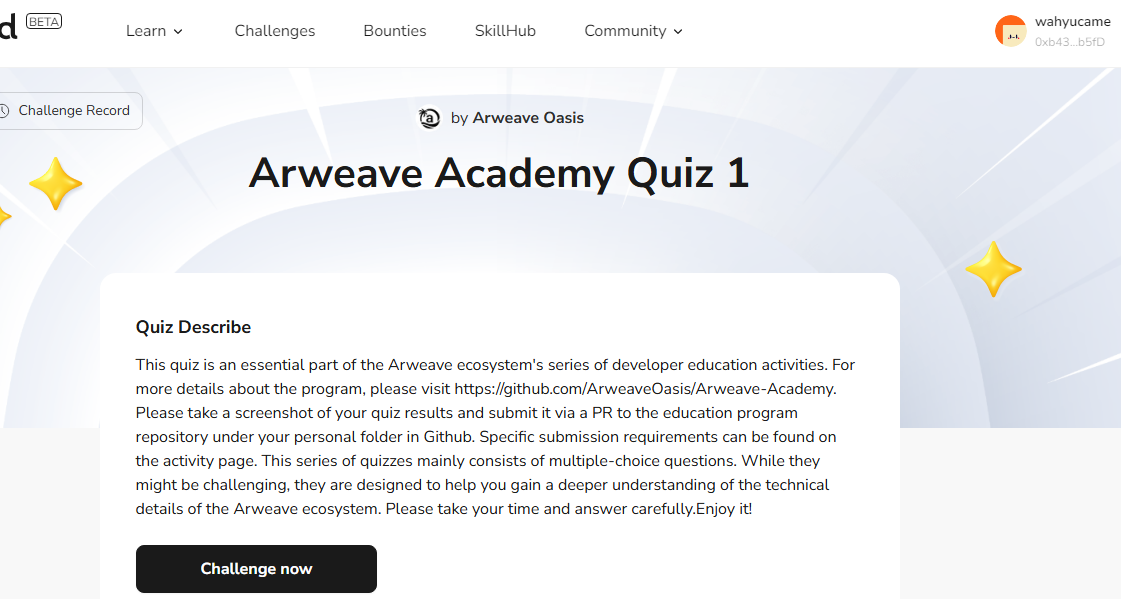 d BETA
Learn Challenges Bounties SkillHub Community
wahyucame
0xb43...b5fD
Challenge Record
by Arweave Oasis
Arweave Academy Quiz 1
Quiz Describe
This quiz is an essential part of the Arweave ecosystem's series of developer education activities. For
more details about the program, please visit https://github.com/ArweaveOasis/Arweave-Academy.
Please take a screenshot of your quiz results and submit it via a PR to the education program
repository under your personal folder in Github. Specific submission requirements can be found on
the activity page. This series of quizzes mainly consists of multiple-choice questions. While they
might be challenging, they are designed to help you gain a deeper understanding of the technical
details of the Arweave ecosystem. Please take your time and answer carefully.Enjoy it!
Challenge now